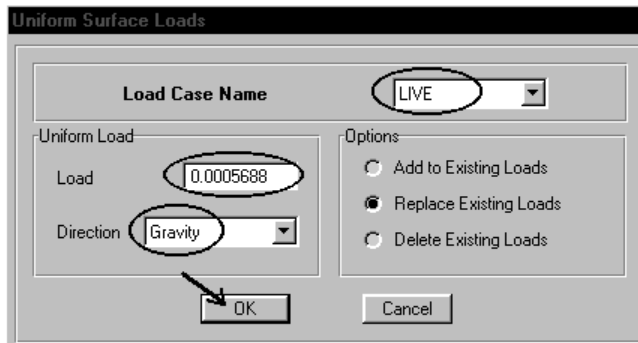 Uniform Surface Loads
Load Case Name LIVE
Uniform Load
Load 0.0005688
Direction Gravity
Options
Add to Existing Loads
Replace Existing Loads
Delete Existing Loads
OK Cancel